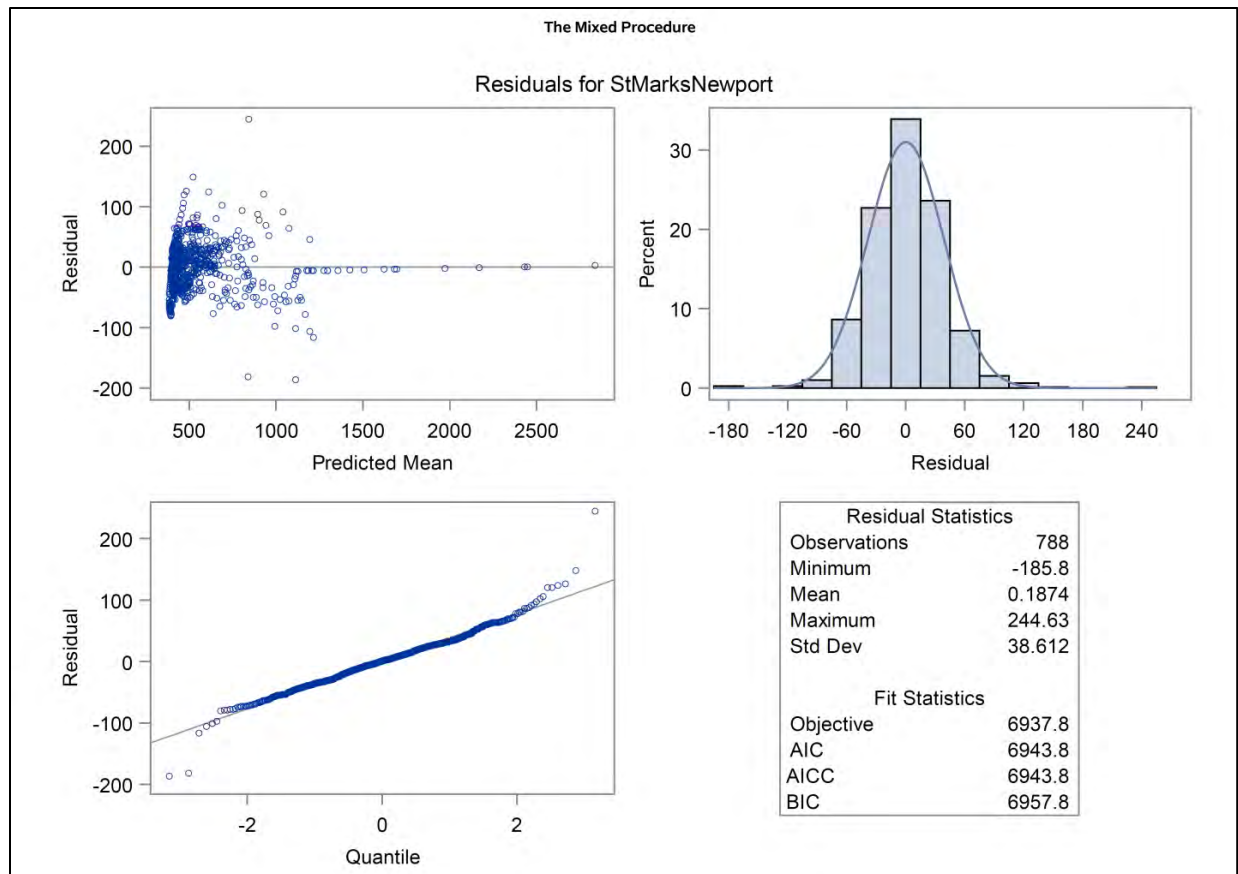 The Mixed Procedure
Residuals for StMarksNewport
200
100
0
-100
-200
Residual
500 1000 1500 2000 2500
Predicted Mean
30
20
10
0
Percent
-180 -120 -60 0 60 120 180 240
Residual
200
100
0
-100
-200
Residual
-2 0 2
Quantile
Residual Statistics
Observations 788
Minimum -185.8
Mean 0.1874
Maximum 244.63
Std Dev 38.612
Fit Statistics
Objective 6937.8
AIC 6943.8
AICC 6943.8
BIC 6957.8